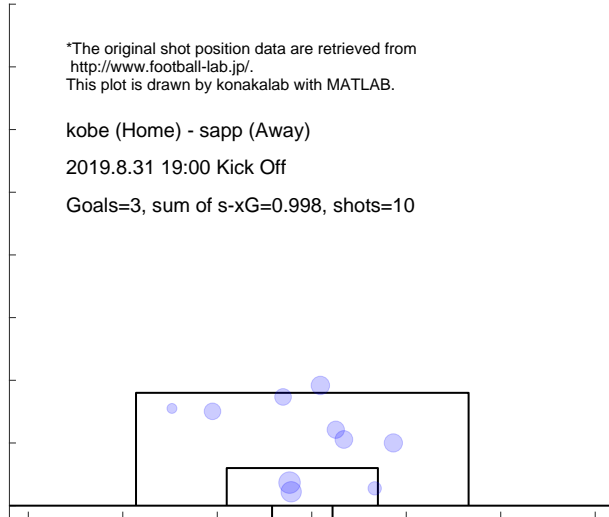 *The original shot position data are retrieved from
http://www.football-lab.jp/.
This plot is drawn by konakalab with MATLAB.
kobe (Home) - sapp (Away)
2019.8.31 19:00 Kick Off
Goals=3, sum of s-xG=0.998, shots=10